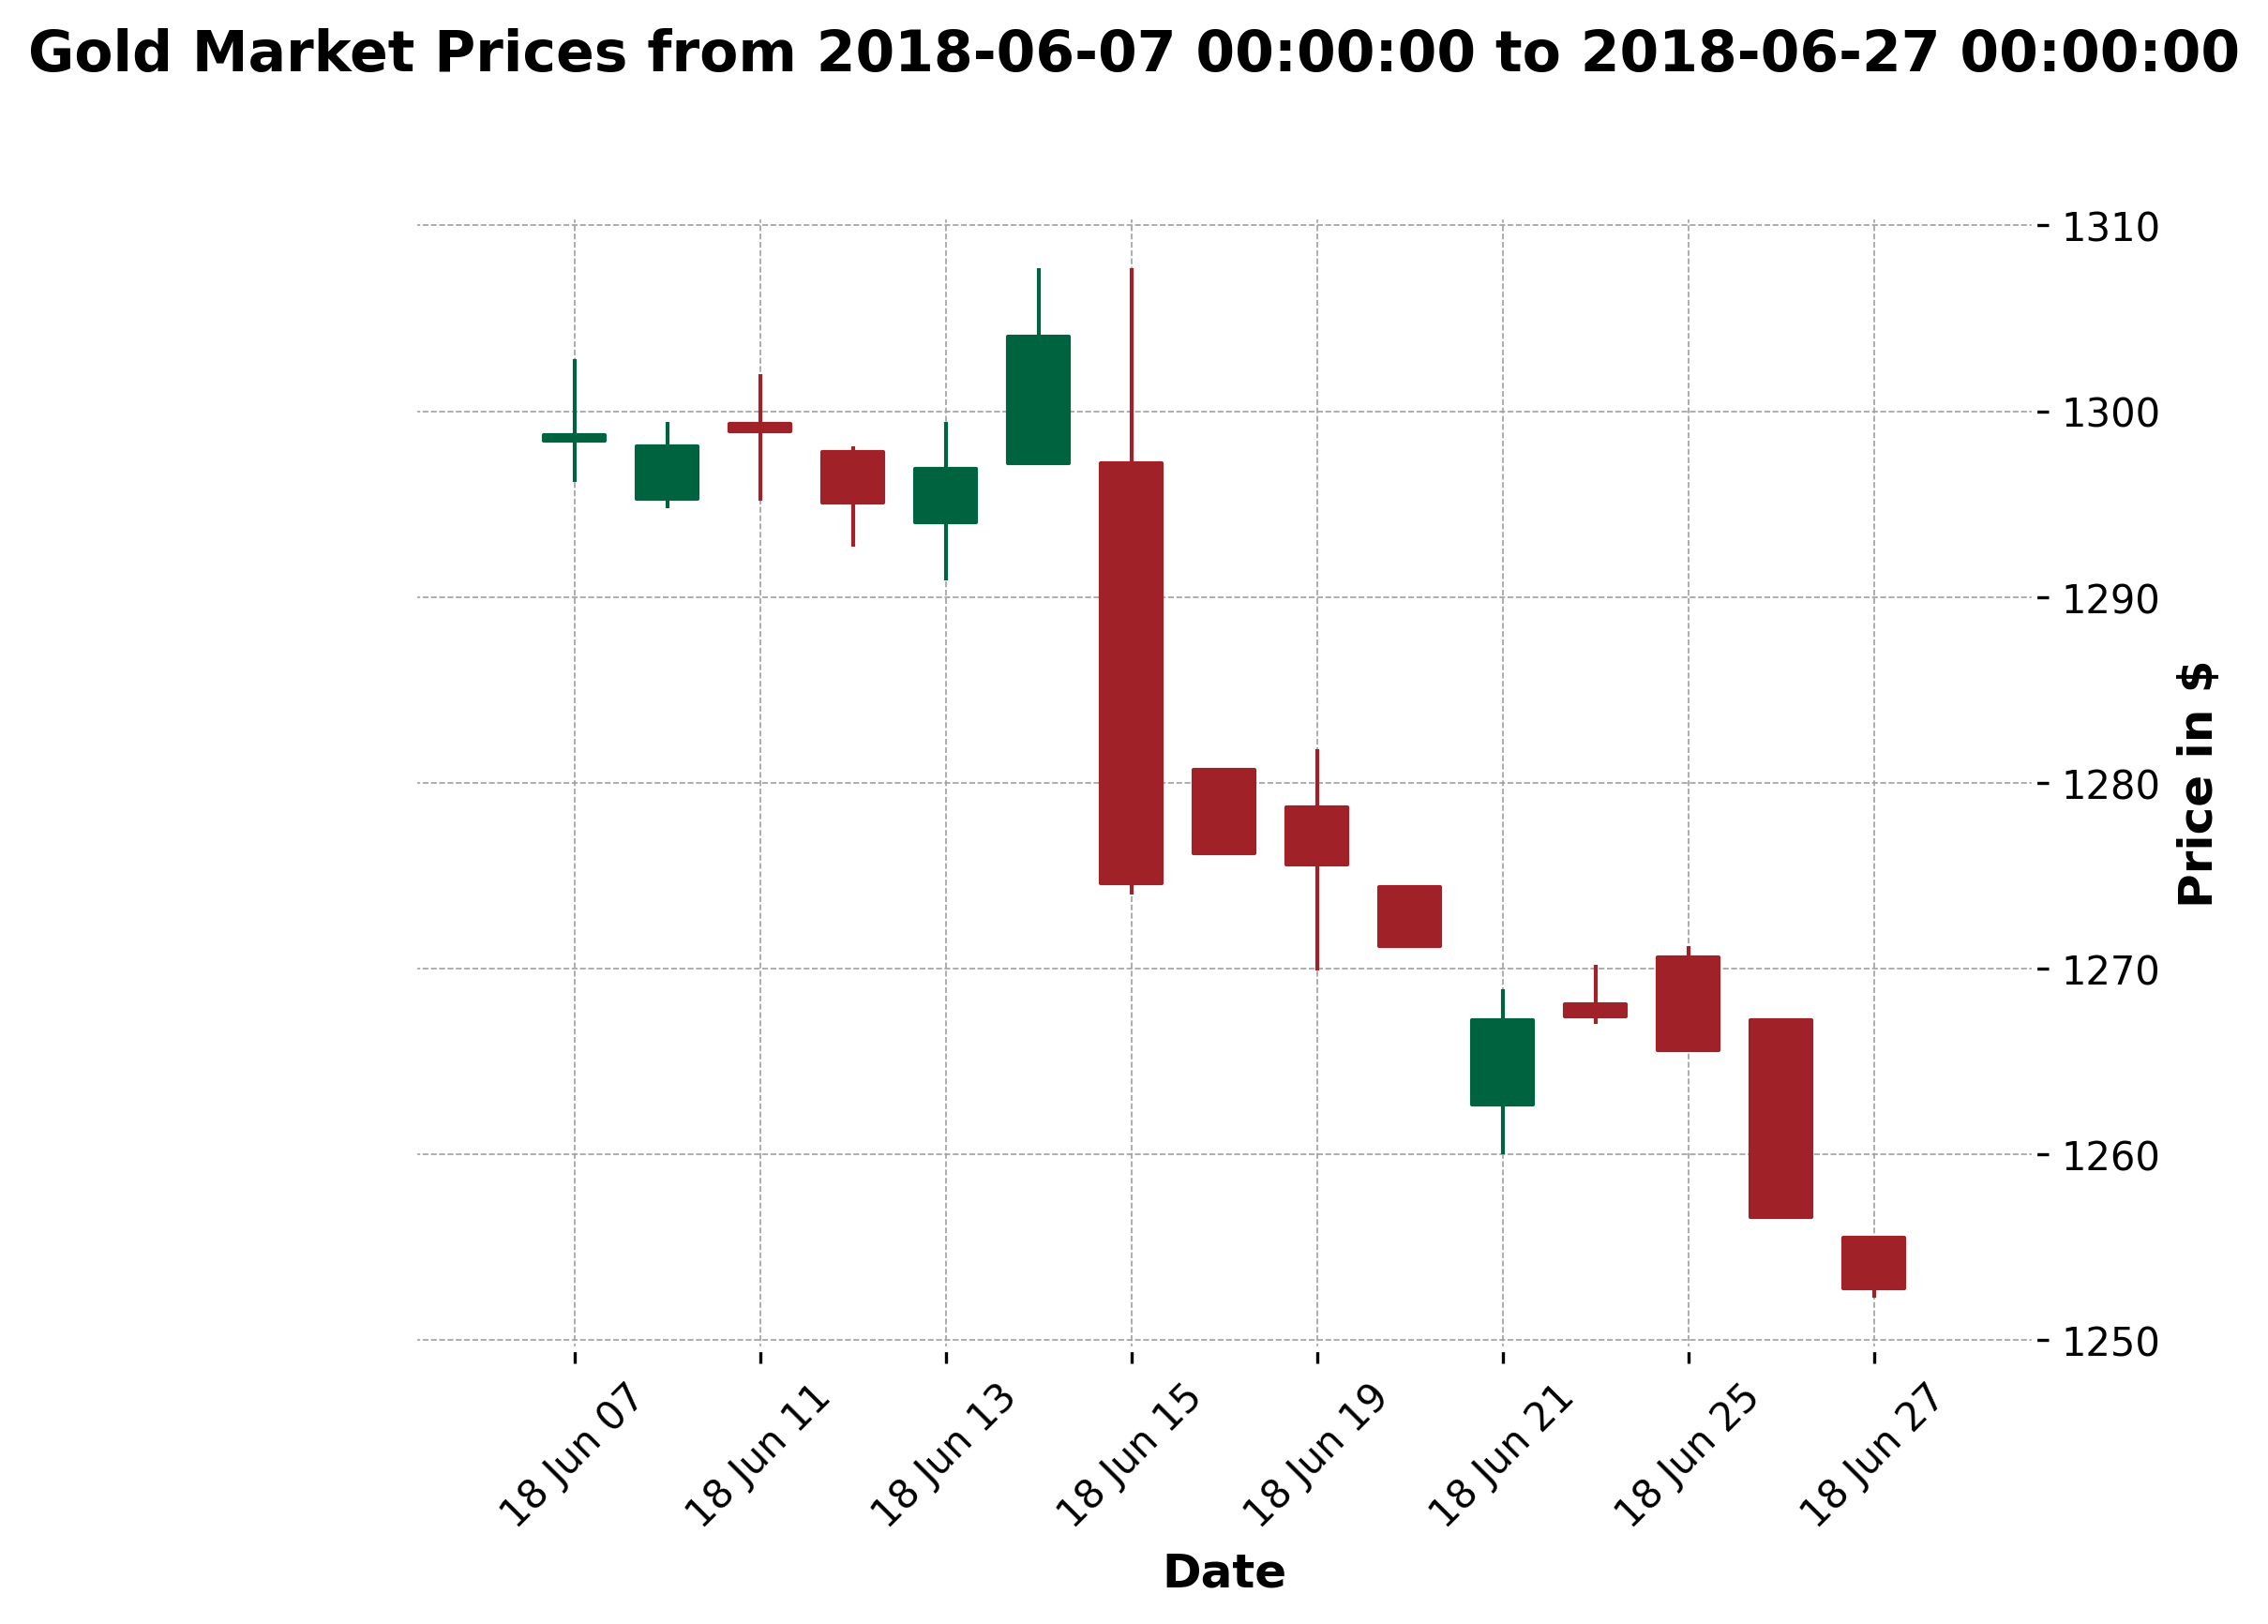 Gold Market Prices from 2018-06-07 00:00:00 to 2018-06-27 00:00:00
1310
1300
1290
1280
1270
1260
1250
Price in $
18 Jun 07
18 Jun 11
18 Jun 13
18 Jun 15
18 Jun 19
18 Jun 21
18 Jun 25
18 Jun 27
Date